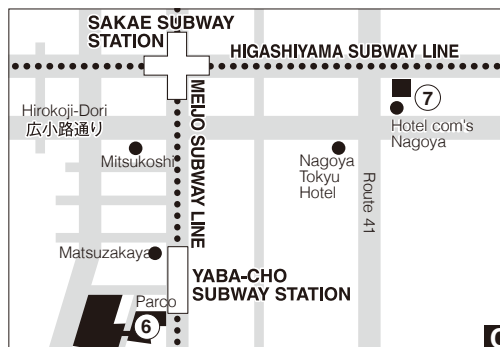 SAKAE SUBWAY
STATION
HIGASHIYAMA SUBWAY LINE
7
Hirokoji-Dori
広小路通り
Hotel com's
Nagoya
MEIJO SUBWAY LINE
Mitsukoshi
Nagoya
Tokyu
Hotel
Route 41
Matsuzakaya
YABA-CHO
SUBWAY STATION
Parco
6